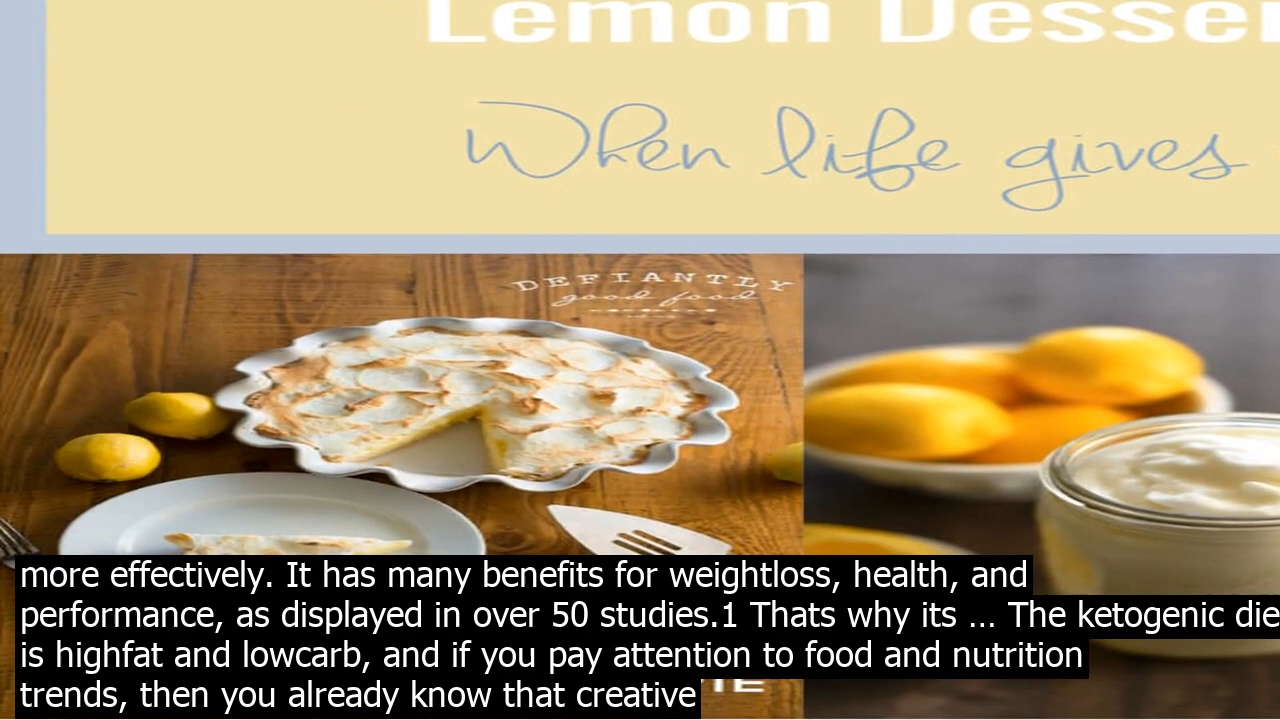 Lemon
When life gives
DEFIANTLY
good food
more effectively. It has many benefits for weightloss, health, and
performance, as displayed in over 50 studies.1 Thats why its ... The ketogenic die
is highfat and lowcarb, and if you pay attention to food and nutrition
trends, then you already know that creative